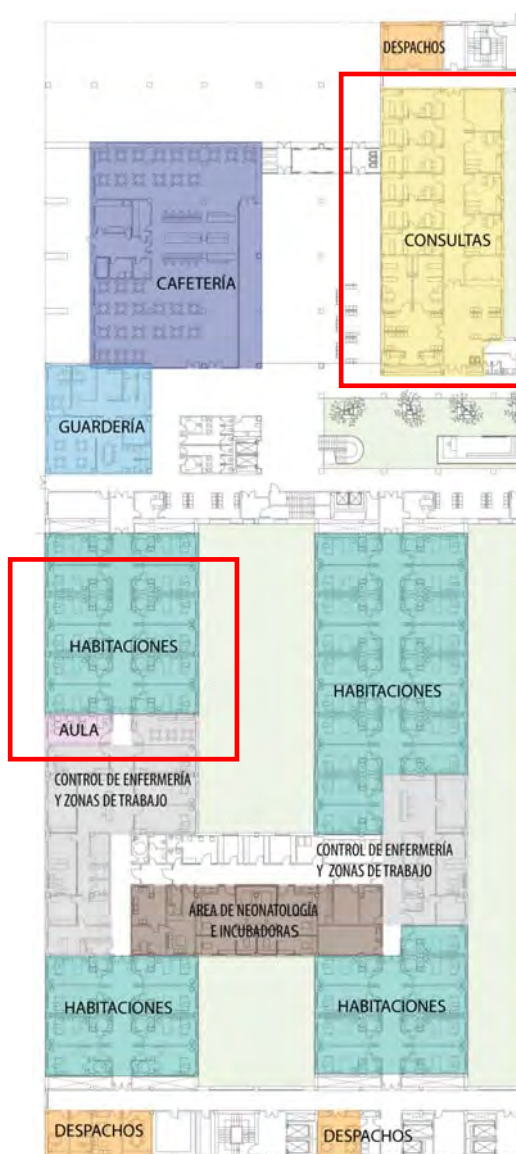 DESPACHOS
CONSULTAS
CAFETERÍA
GUARDERÍA
HABITACIONES
HABITACIONES
AULA
CONTROL DE ENFERMERÍA
Y ZONAS DE TRABAJO
CONTROL DE ENFERMERÍA
Y ZONAS DE TRABAJO
ÁREA DE NEONATOLOGÍA
E INCUBADORAS
HABITACIONES
HABITACIONES
DESPACHOS
DESPACHOS